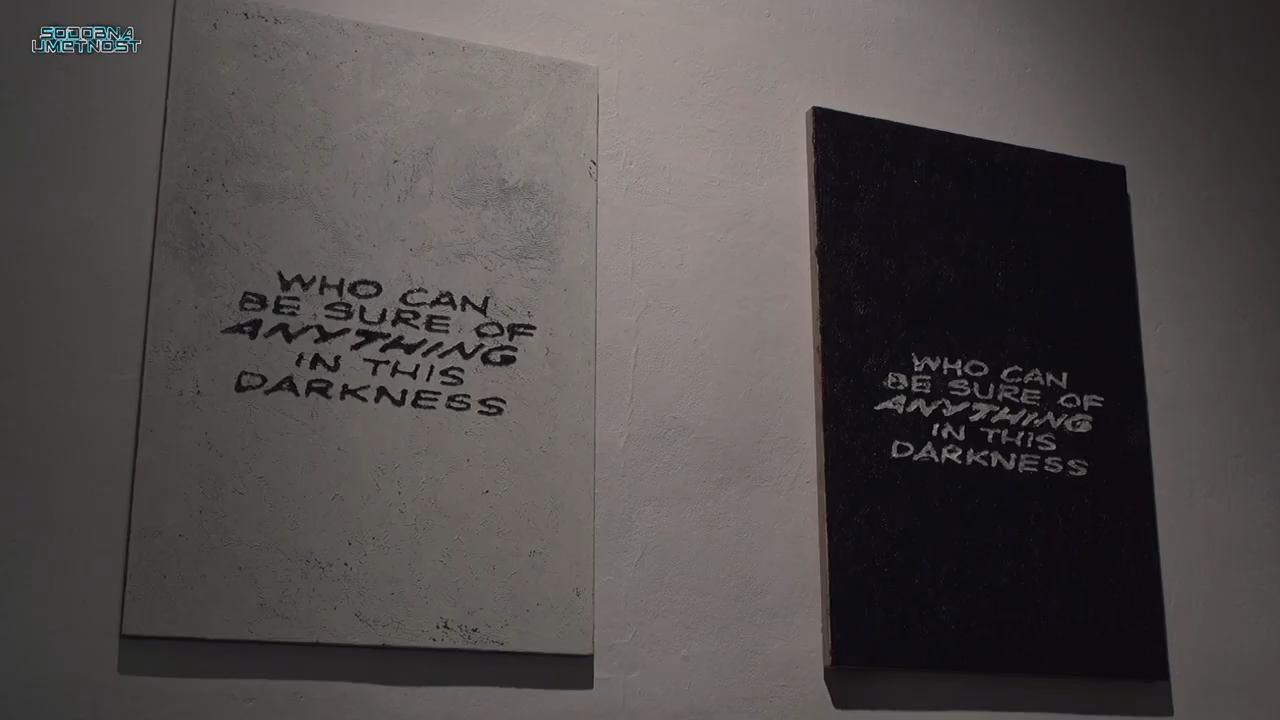 SODOBNA
UMETNOST
WHO CAN
BE SURE OF
ANYTHING
IN THIS
DARKNESS
WHO CAN
BE SURE OF
ANYTHING
IN THIS
DARKNESS